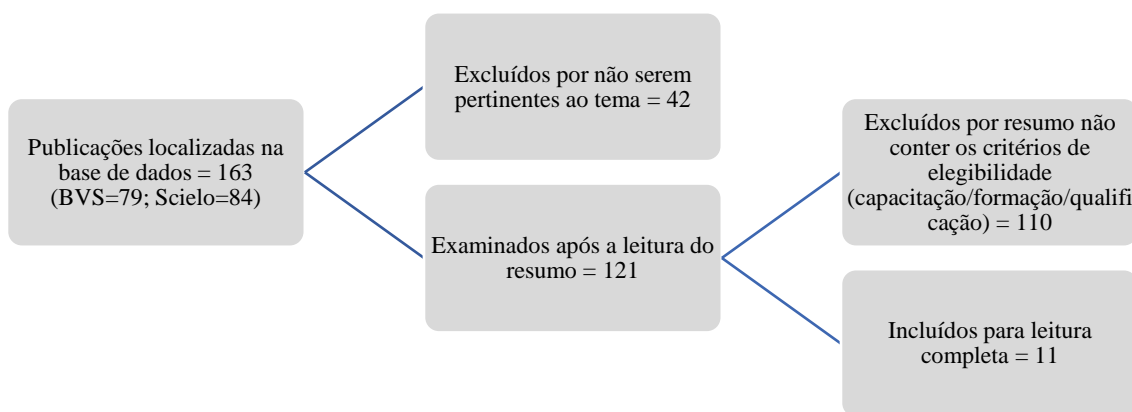 Publicações localizadas na
base de dados = 163
(BVS=79; Scielo=84)
Excluídos por não serem
pertinentes ao tema = 42
Examinados após a leitura do
resumo = 121
Excluídos por resumo não
conter os critérios de
elegibilidade
(capacitação/formação/qualifi
cação) = 110
Incluídos para leitura
completa = 11